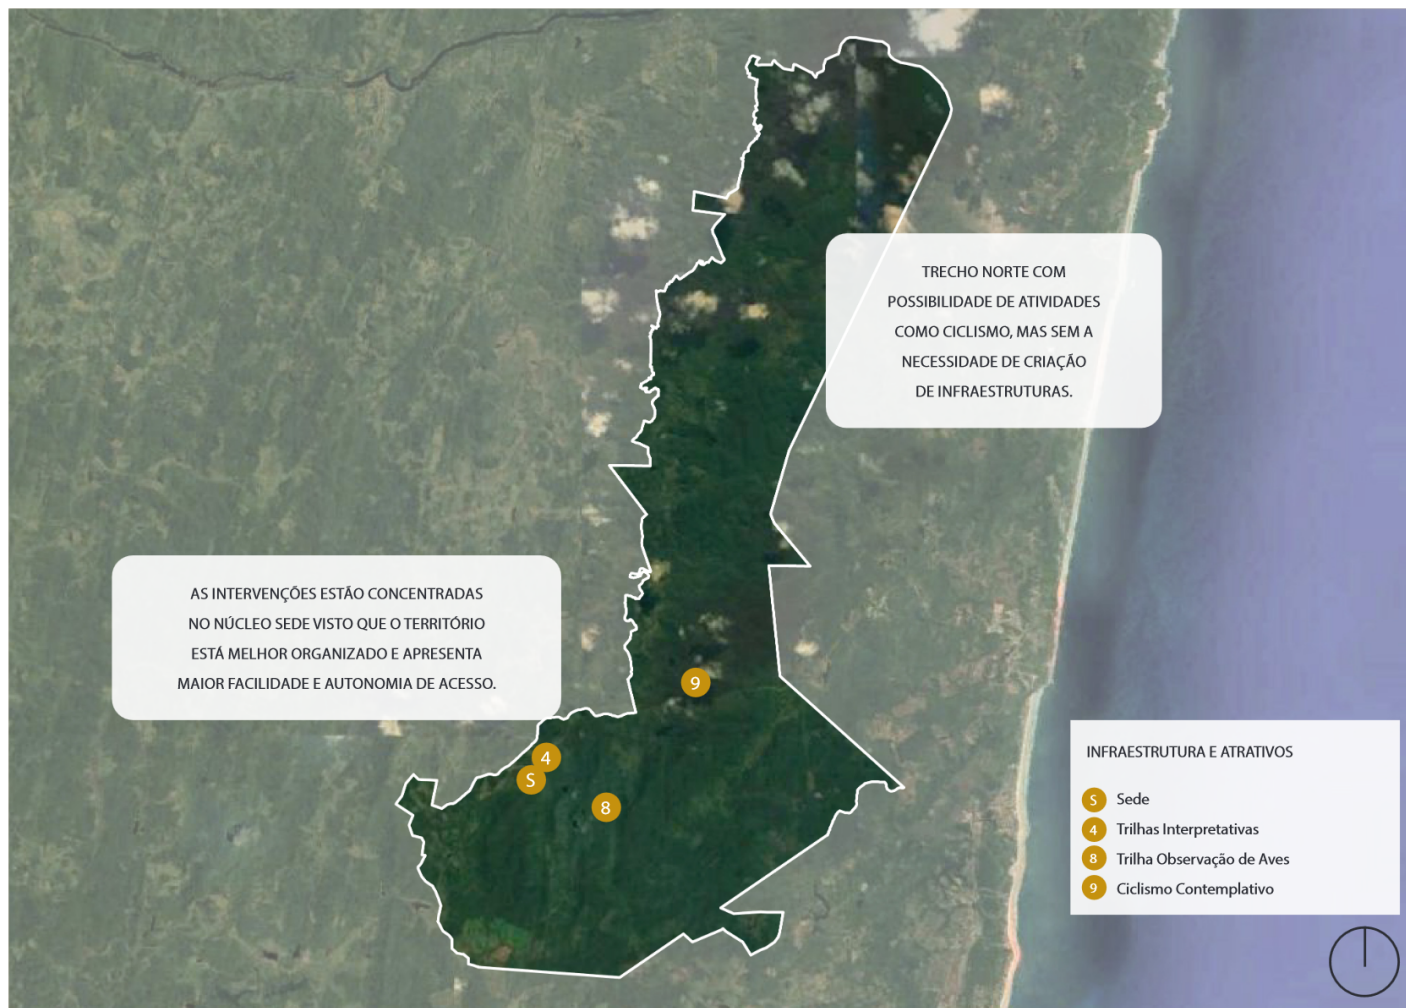 TRECHO NORTE COM
POSSIBILIDADE DE ATIVIDADES
COMO CICLISMO, MAS SEM A
NECESSIDADE DE CRIAÇÃO
DE INFRAESTRUTURAS.
AS INTERVENÇÕES ESTÃO CONCENTRADAS
NO NÚCLEO SEDE VISTO QUE O TERRITÓRIO
ESTÁ MELHOR ORGANIZADO E APRESENTA
MAIOR FACILIDADE E AUTONOMIA DE ACESSO.
9
4
S
8
INFRAESTRUTURA E ATRATIVOS
S Sede
4 Trilhas Interpretativas
8 Trilha Observação de Aves
9 Ciclismo Contemplativo